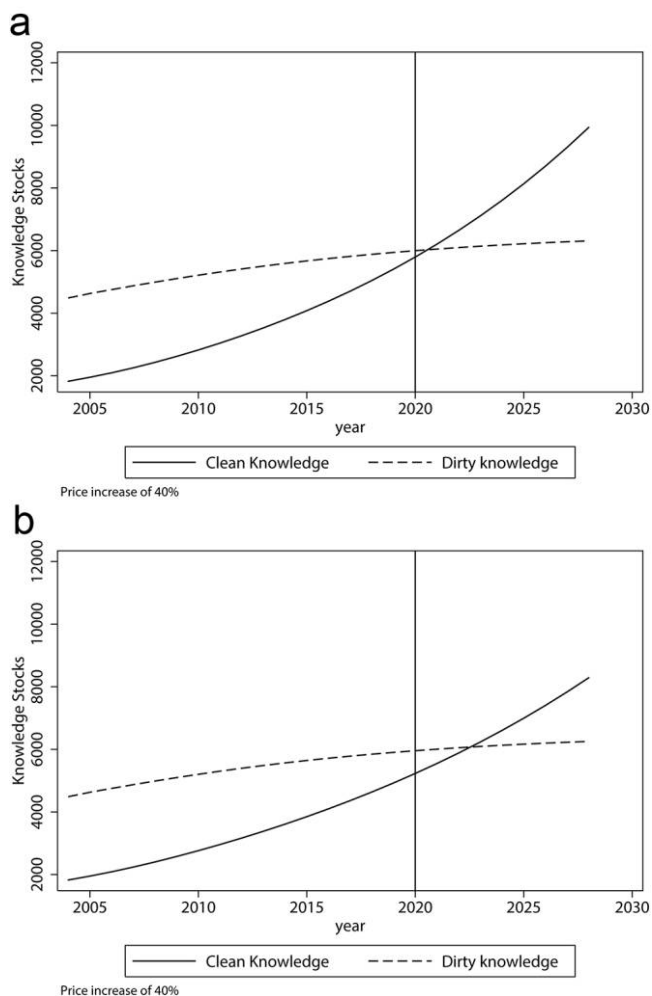 a
12000
10000
8000
6000
4000
2000
Knowledge Stocks
2005 2010 2015 2020 2025 2030
year
Clean Knowledge Dirty knowledge
Price increase of 40%
b
12000
10000
8000
6000
4000
2000
Knowledge Stocks
2005 2010 2015 2020 2025 2030
year
Clean Knowledge Dirty knowledge
Price increase of 40%